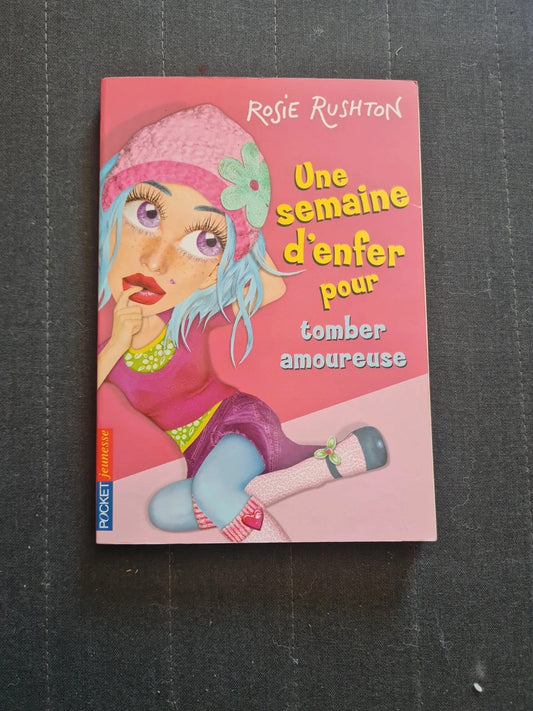 Rosie Rushton
Une
semaine
d'enfer
pour
tomber
amoureuse
POCKET jeunesse